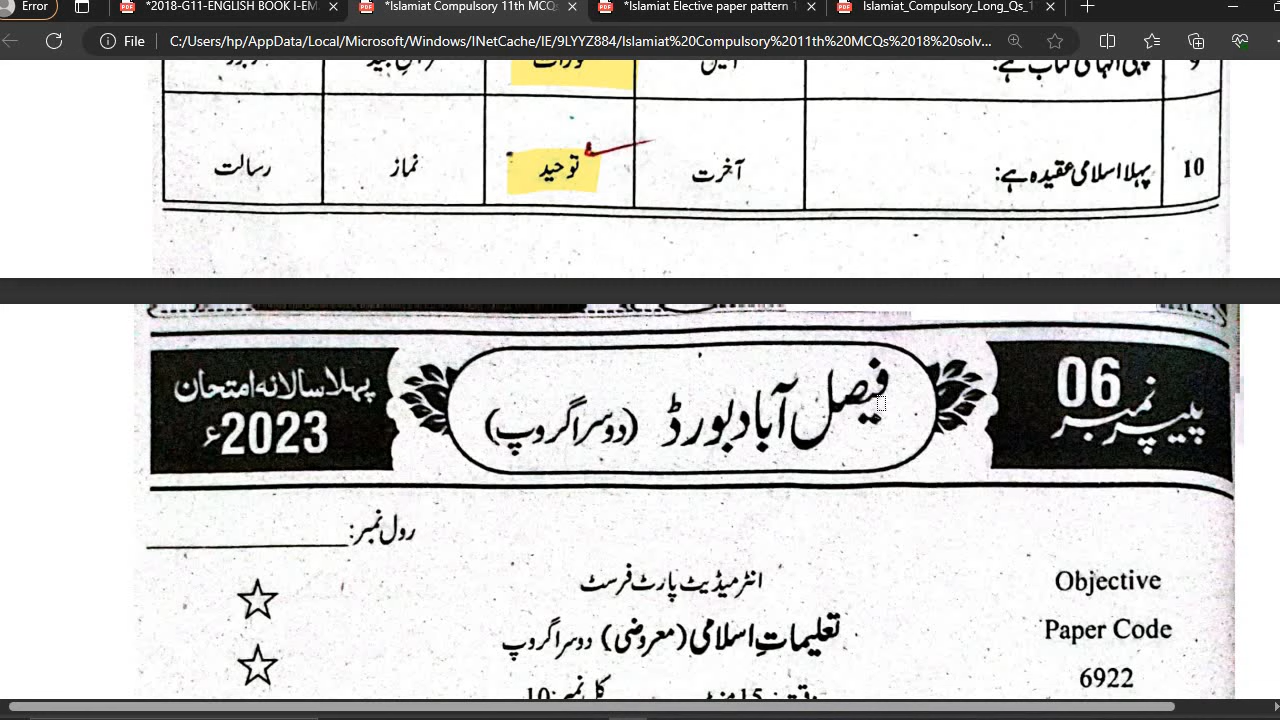 Error
*2018-G11-ENGLISH BOOK I-EM
*Islamiat Compulsory 11th MCQ
*Islamiat Elective paper pattern 1
Islamiat_Compulsory_Long_Qs_1
File C:/Users/hp/AppData/Local/Microsoft/Windows/INetCache/IE/9LYYZ884/Islamiat%20Compulsory%2011th%20MCQs%2018%20solv...
10 پہلا اسلامی عقیدہ ہے: آخرت توحید نماز رسالت
پیپر نمبر 06
فیصل آباد بورڈ (دوسرا گروپ)
پہلا سالانہ امتحان
2023ء
رول نمبر:
انٹرمیڈیٹ پارٹ فرسٹ
Objective
تعلیماتِ اسلامی (معروضی) دوسرا گروپ
Paper Code
6922